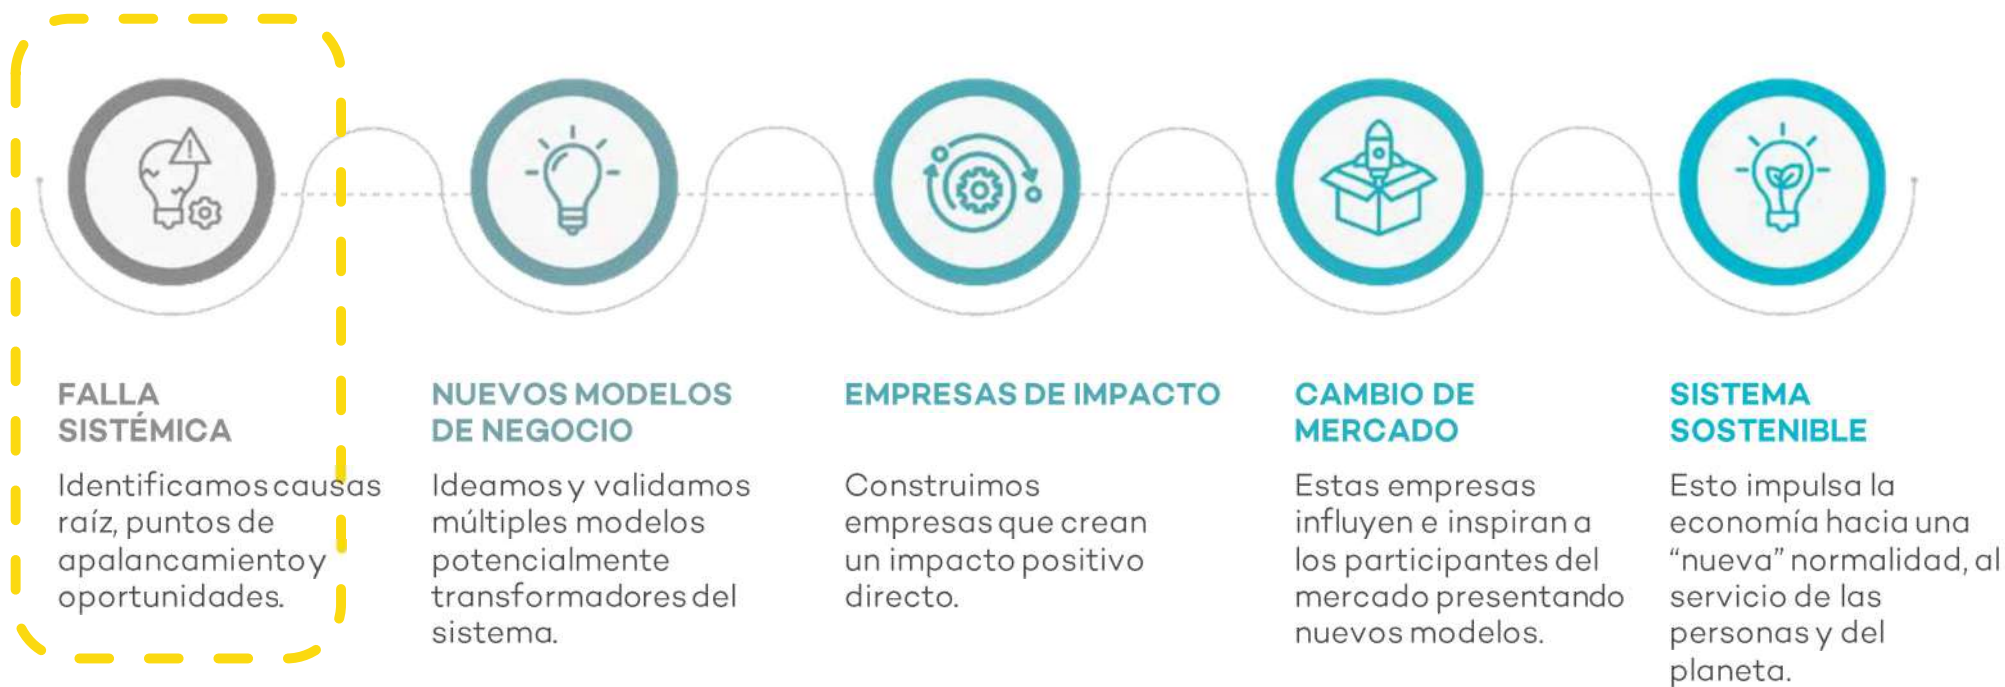 FALLA
SISTÉMICA
Identificamos causas
raíz, puntos de
apalancamiento y
oportunidades.
NUEVOS MODELOS
DE NEGOCIO
Ideamos y validamos
múltiples modelos
potencialmente
transformadores del
sistema.
EMPRESAS DE IMPACTO
Construimos
empresas que crean
un impacto positivo
directo.
CAMBIO DE
MERCADO
Estas empresas
influyen e inspiran a
los participantes del
mercado presentando
nuevos modelos.
SISTEMA
SOSTENIBLE
Esto impulsa la
economía hacia una
“nueva” normalidad, al
servicio de las
personas y del
planeta.